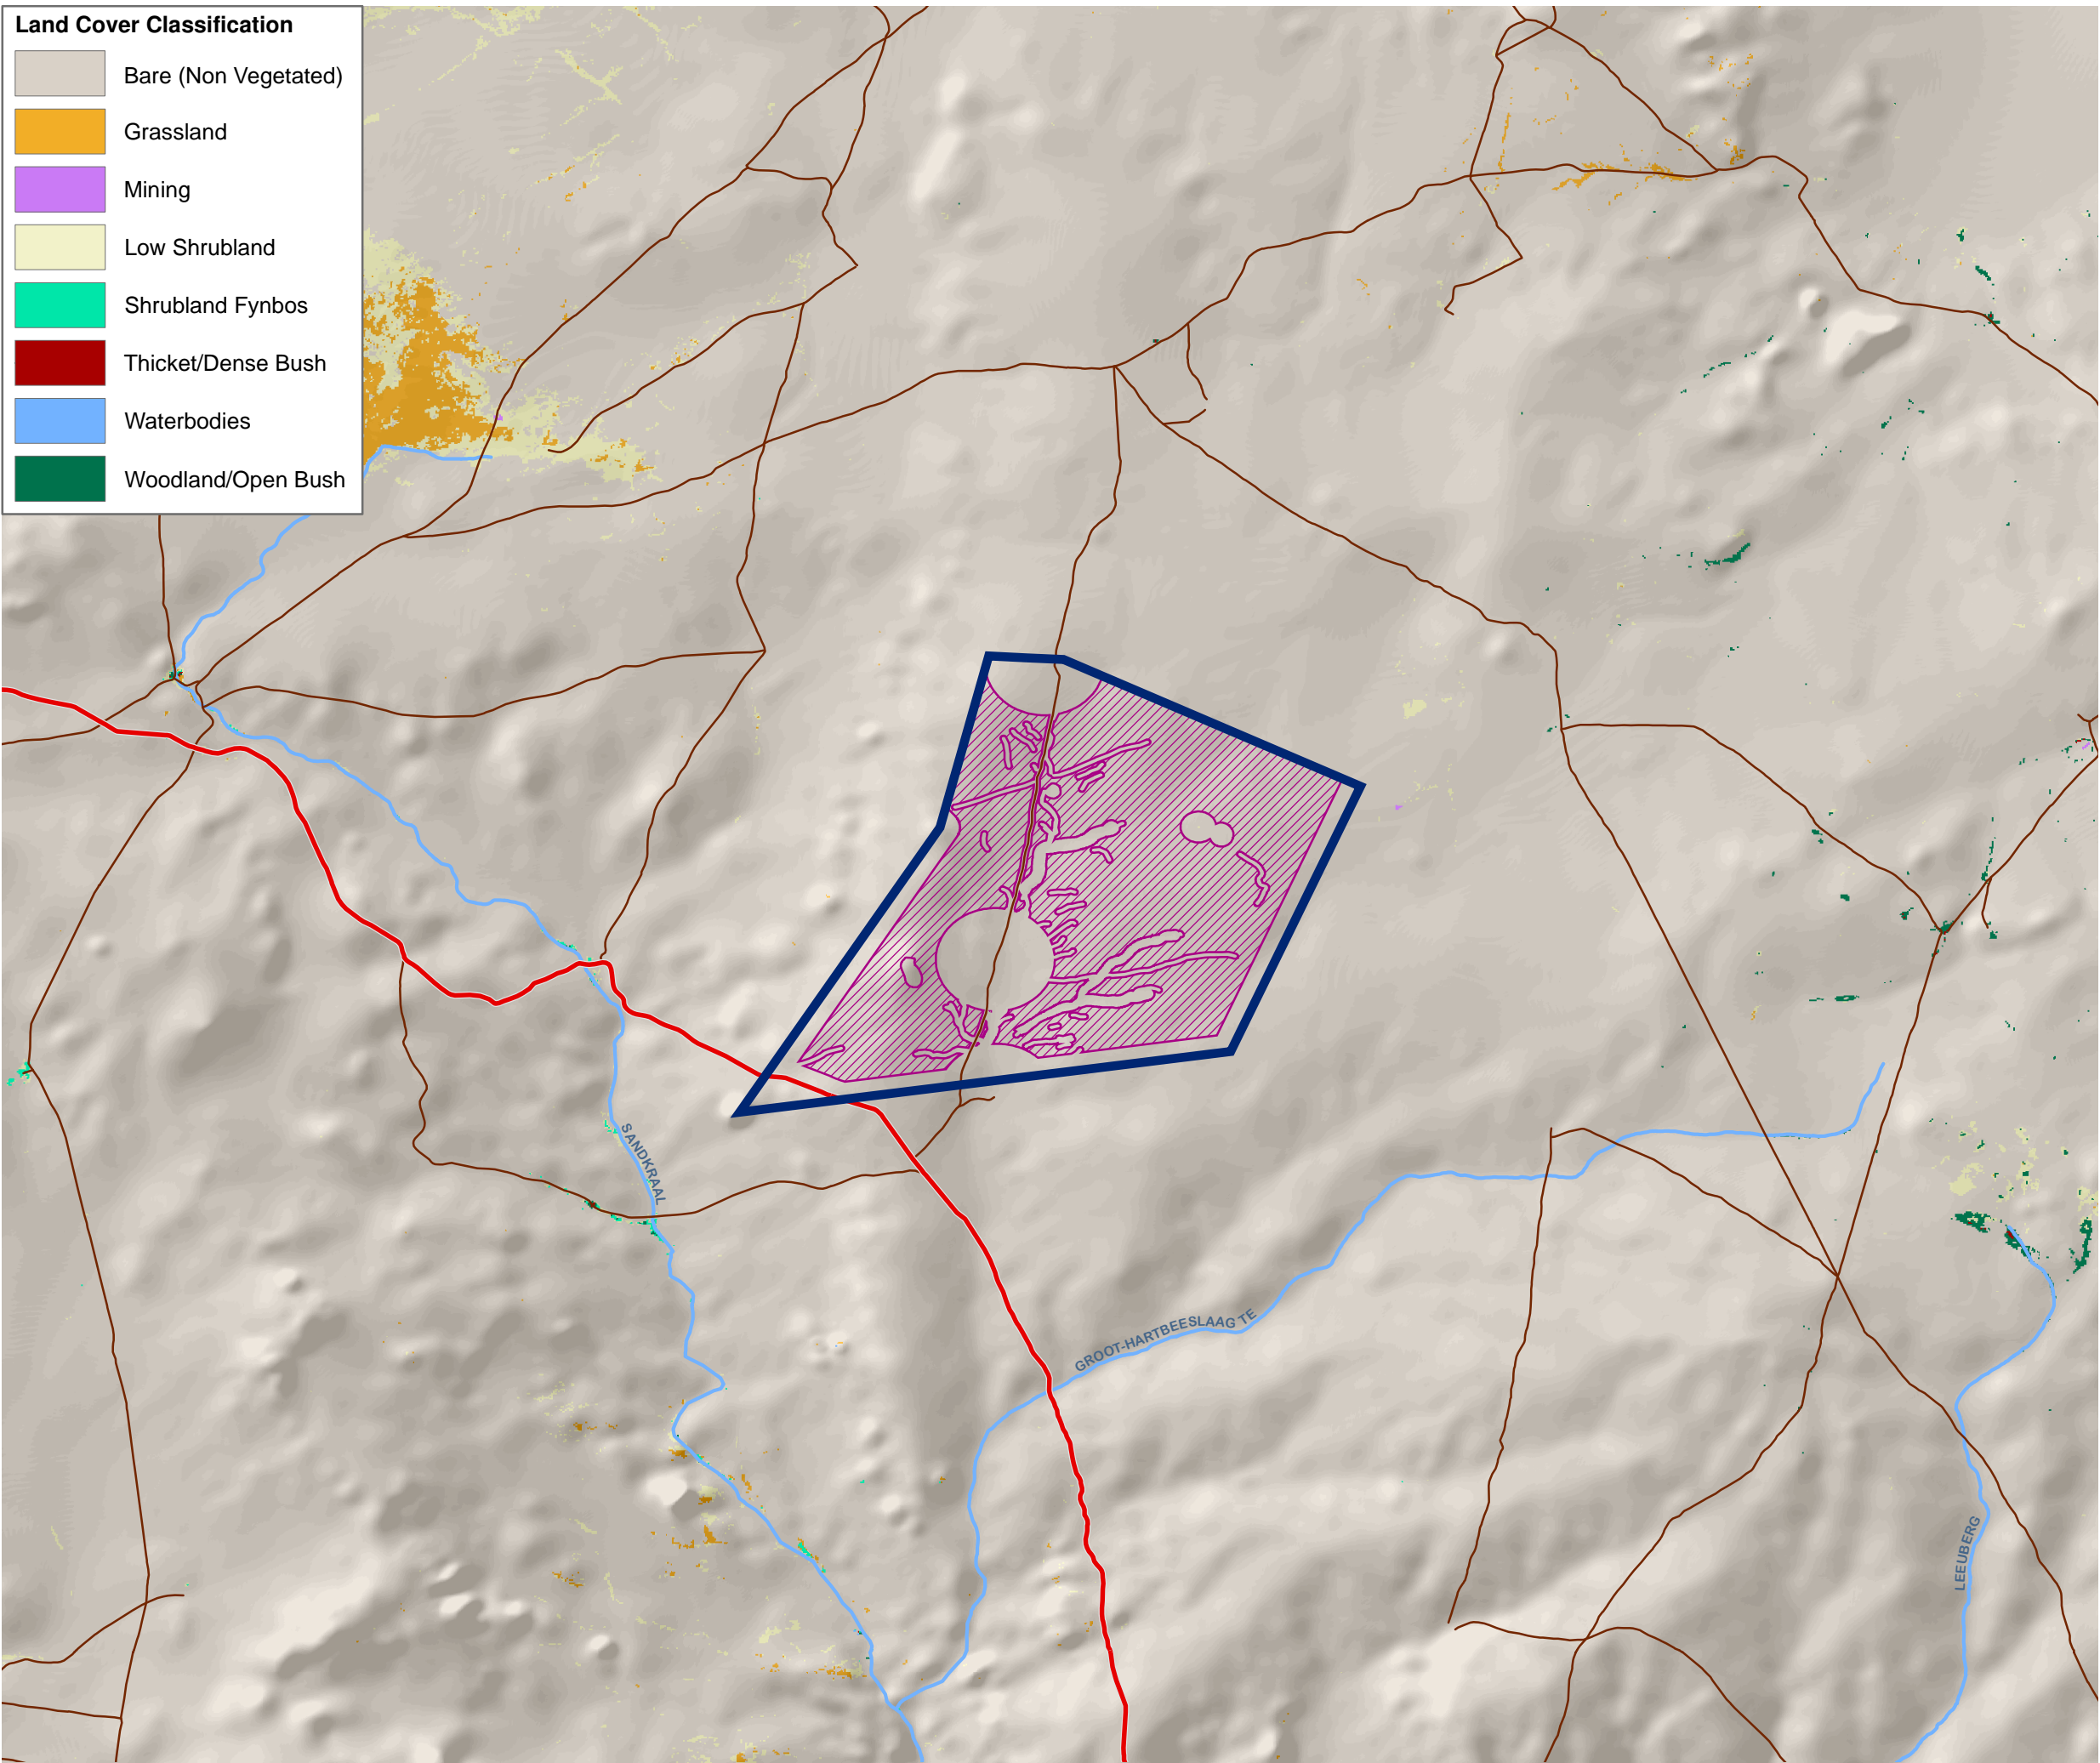 Land Cover Classification
Bare (Non Vegetated)
Grassland
Mining
Low Shrubland
Shrubland Fynbos
Thicket/Dense Bush
Waterbodies
Woodland/Open Bush
SANDKRAAL
GROOT-HARTBEESLAAGTE
LEEUBERG